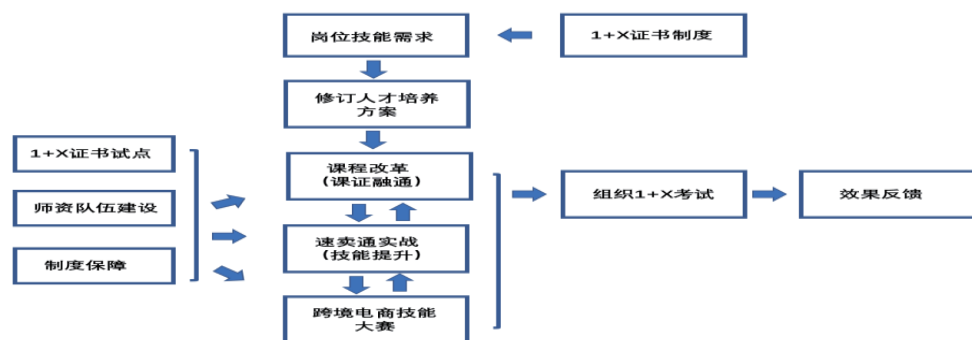 岗位技能需求
1+X证书制度
修订人才培养
方案
1+X证书试点
师资队伍建设
制度保障
课程改革
(课证融通)
速卖通实战
(技能提升)
跨境电商技能
大赛
组织1+X考试
效果反馈